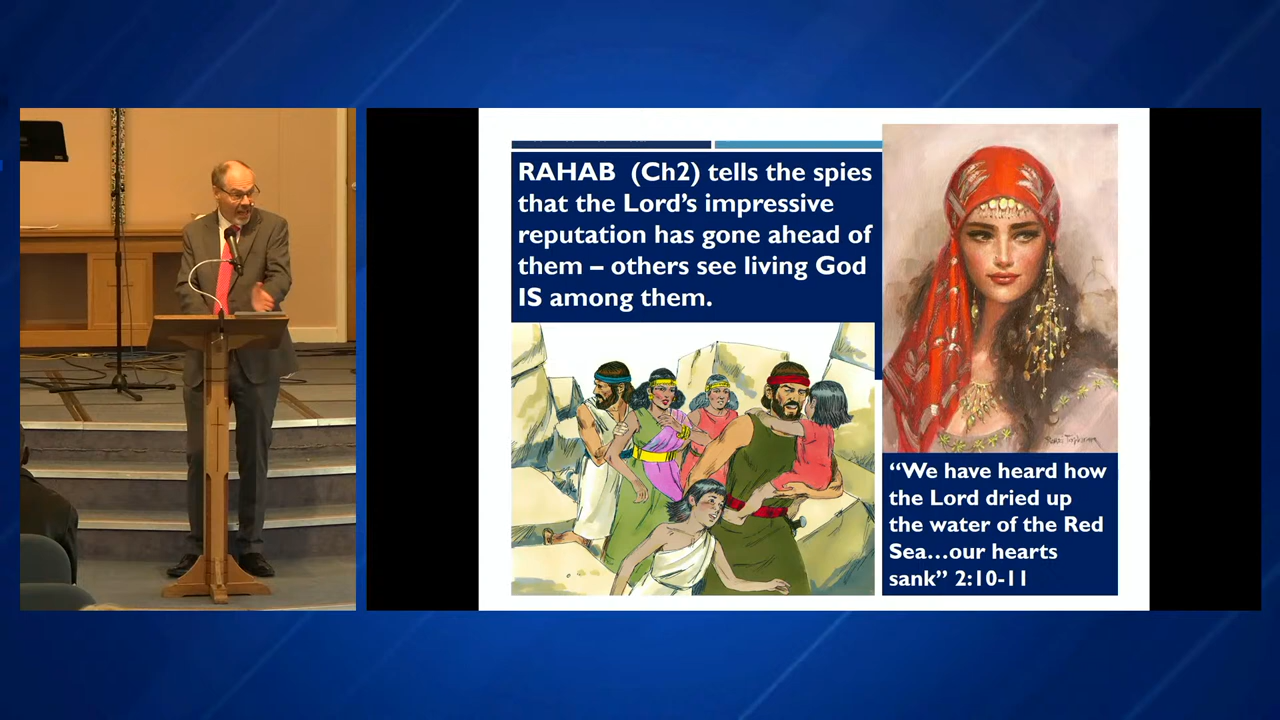 RAHAB (Ch2) tells the spies
that the Lord’s impressive
reputation has gone ahead of
them – others see living God
IS among them.
“We have heard how
the Lord dried up
the water of the Red
Sea…our hearts
sank” 2:10-11